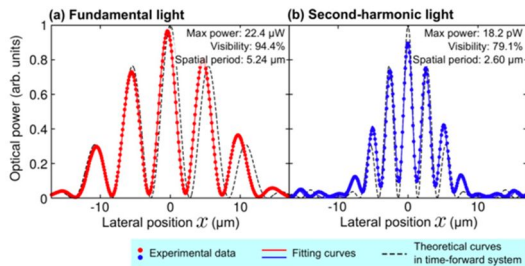 (a) Fundamental light
Max power: 22.4 µW
Visibility: 94.4%
Spatial period: 5.24 µm
(b) Second-harmonic light
Max power: 18.2 pW
Visibility: 79.1%
Spatial period: 2.60 µm
Optical power (arb. units)
1
0.8
0.6
0.4
0.2
0
-10 0 10
-10 0 10
Lateral position x (µm)
Lateral position x (µm)
Experimental data
Fitting curves
Theoretical curves
in time-forward system